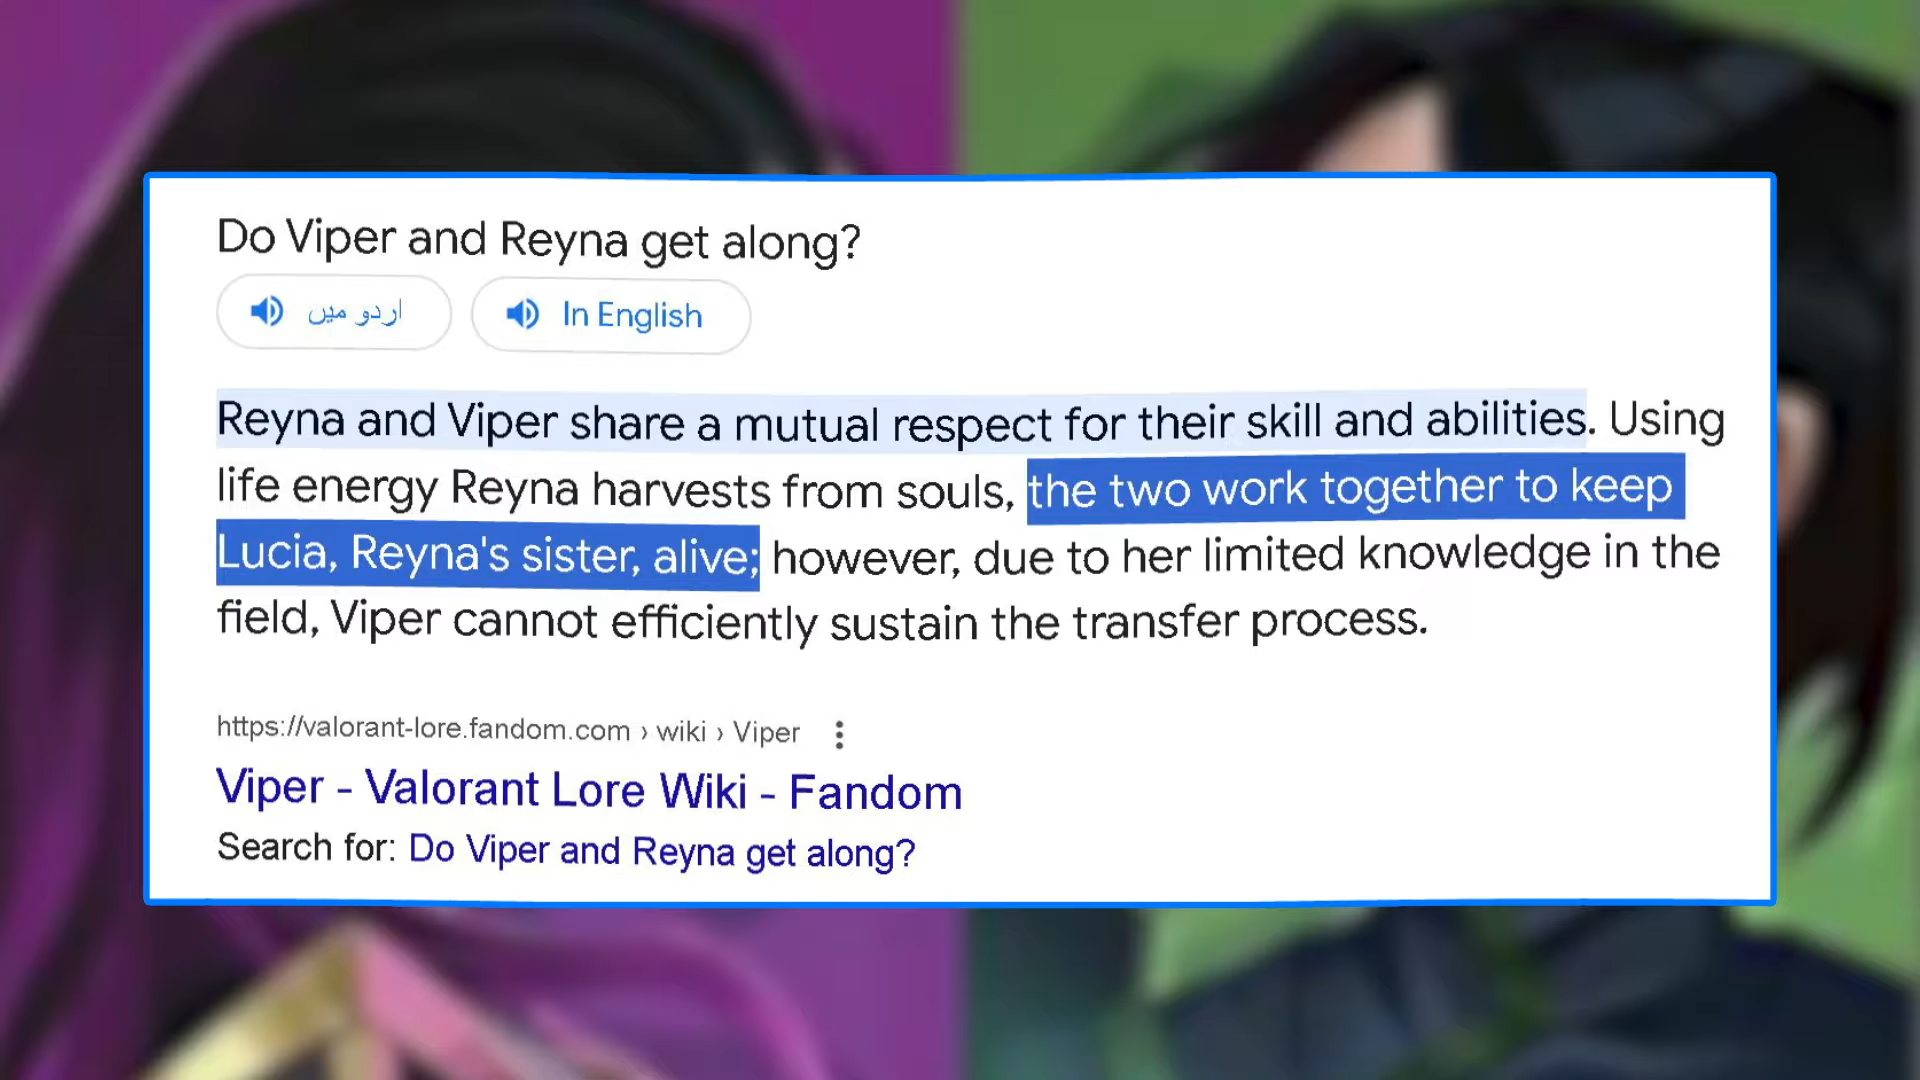 Do Viper and Reyna get along?
اردو میں
In English
Reyna and Viper share a mutual respect for their skill and abilities. Using
life energy Reyna harvests from souls, the two work together to keep
Lucia, Reyna's sister, alive; however, due to her limited knowledge in the
field, Viper cannot efficiently sustain the transfer process.
https://valorant-lore.fandom.com › wiki › Viper
Viper - Valorant Lore Wiki - Fandom
Search for: Do Viper and Reyna get along?